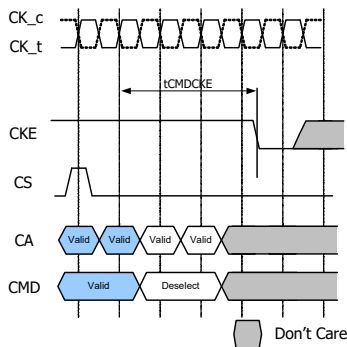 CK_c
CK_t
tCMDCKE
CKE
CS
CA Valid Valid Valid Valid
CMD Valid Deselect
Don't Care